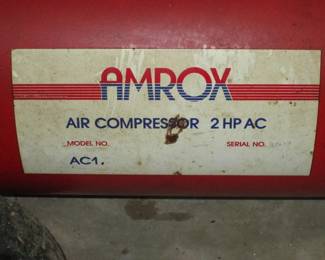 AMROX
AIR COMPRESSOR 2 HP AC
MODEL NO. SERIAL NO.
AC1.